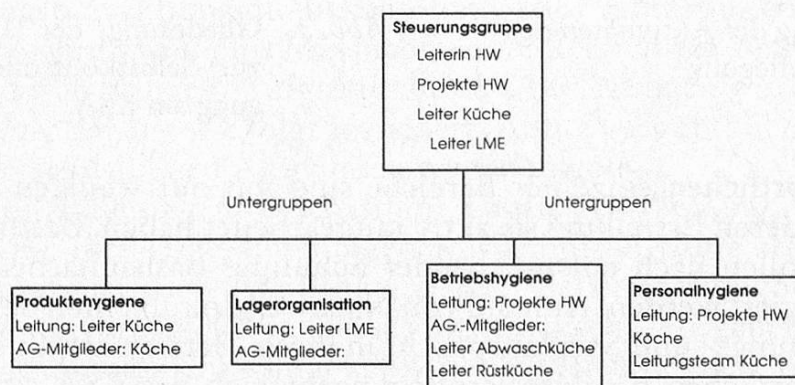 Steuerungsgruppe
Leiterin HW
Projekte HW
Leiter Küche
Leiter LME
Untergruppen
Untergruppen
Produktehygiene
Leitung: Leiter Küche
AG-Mitglieder: Köche
Lagerorganisation
Leitung: Leiter LME
AG-Mitglieder:
Betriebshygiene
Leitung: Projekte HW
AG.-Mitglieder:
Leiter Abwaschküche
Leiter Rüstküche
Personalhygiene
Leitung: Projekte HW
Köche
Leitungsteam Küche